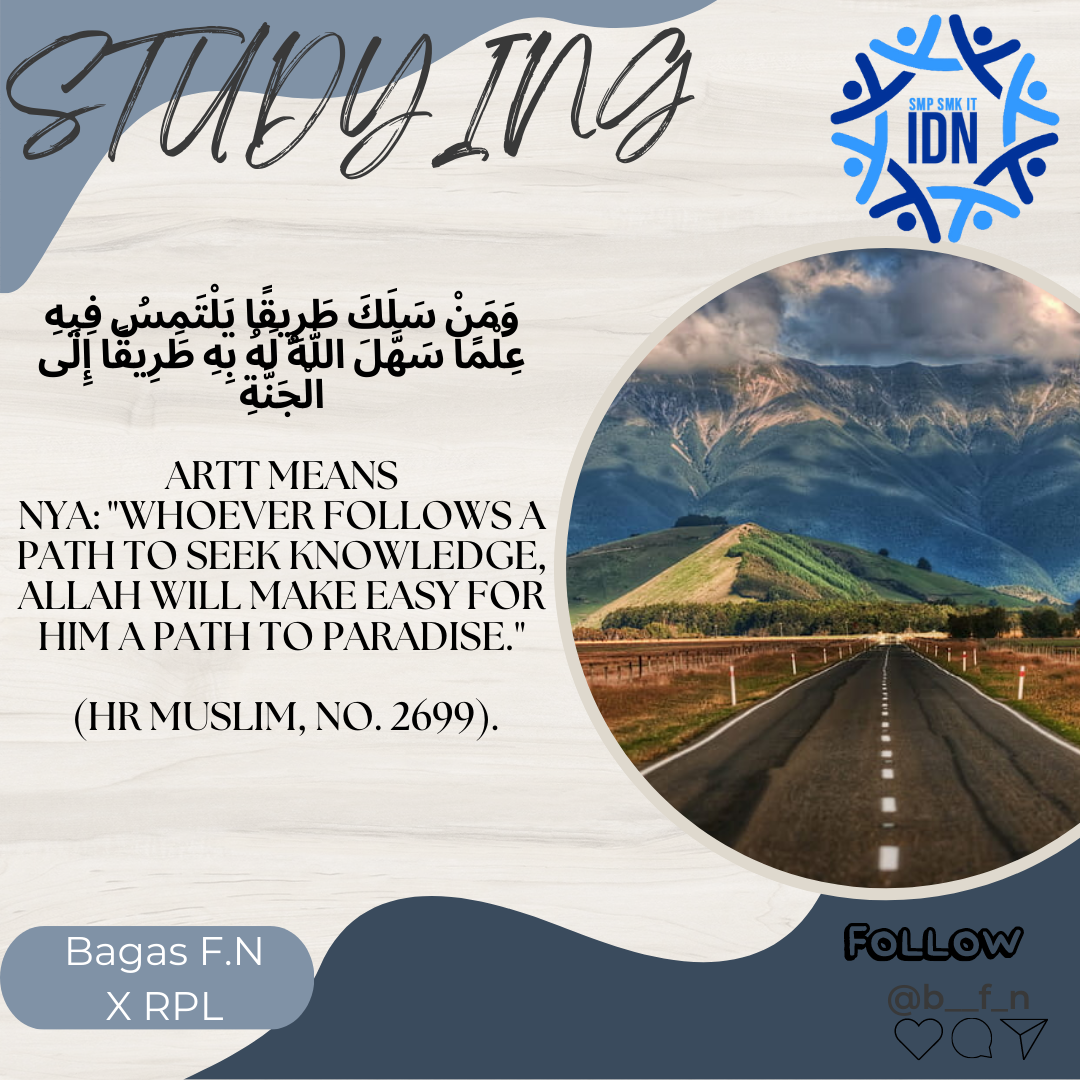 STUDYING
SMP SMK IT
IDN
وَمَنْ سَلَكَ طَرِيقًا يَلْتَمِسُ فِيهِ
عِلْمًا سَهَّلَ اللَّهُ لَهُ بِهِ طَرِيقًا إِلَى
الْجَنَّةِ
ARTT MEANS
NYA: "WHOEVER FOLLOWS A
PATH TO SEEK KNOWLEDGE,
ALLAH WILL MAKE EASY FOR
HIM A PATH TO PARADISE."
(HR MUSLIM, NO. 2699).
Bagas F.N
X RPL
FOLLOW
@b__f_n